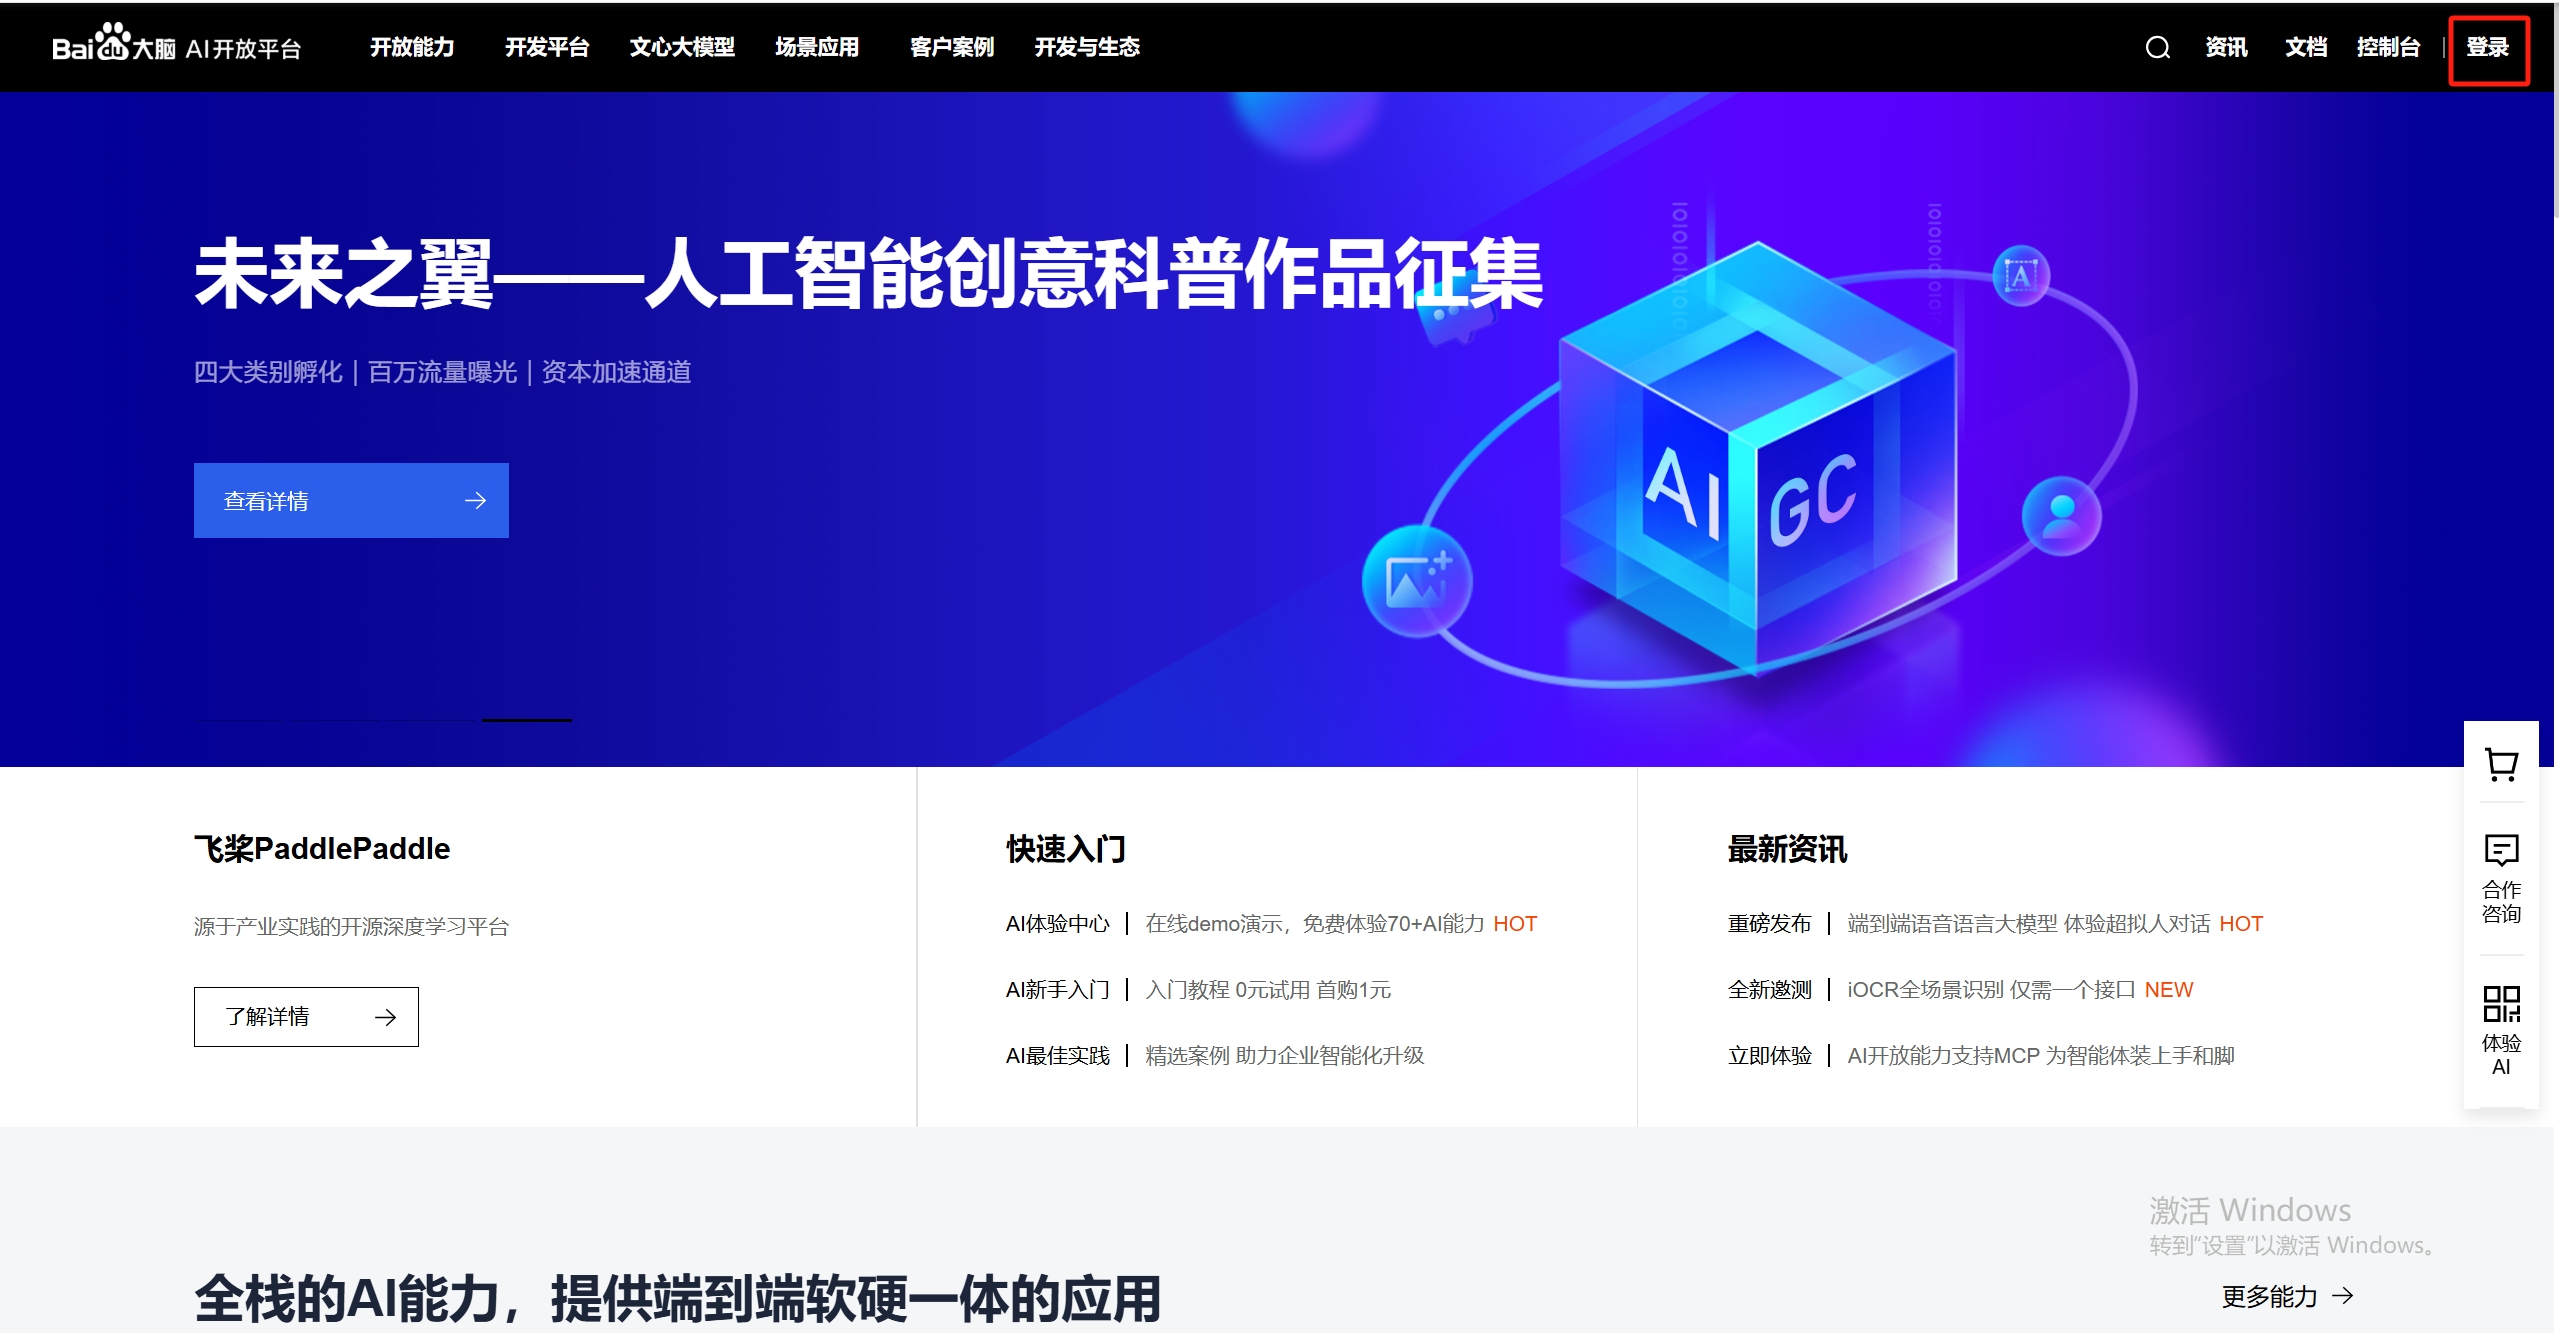 Bai du 大脑 AI开放平台 开放能力 开发平台 文心大模型 场景应用 客户案例 开发与生态 资讯 文档 控制台 登录
未来之翼——人工智能创意科普作品征集
四大类别孵化｜百万流量曝光｜资本加速通道
查看详情
AI GC
A
飞桨PaddlePaddle
源于产业实践的开源深度学习平台
了解详情
快速入门
AI体验中心 在线demo演示，免费体验70+AI能力 HOT
AI新手入门 入门教程 0元试用 首购1元
AI最佳实践 精选案例 助力企业智能化升级
最新资讯
重磅发布 端到端语音语言大模型 体验超拟人对话 HOT
全新邀测 iOCR全场景识别 仅需一个接口 NEW
立即体验 AI开放能力支持MCP 为智能体装上手和脚
合作
咨询
体验
AI
激活 Windows
转到“设置”以激活 Windows。
全栈的AI能力，提供端到端软硬一体的应用
更多能力